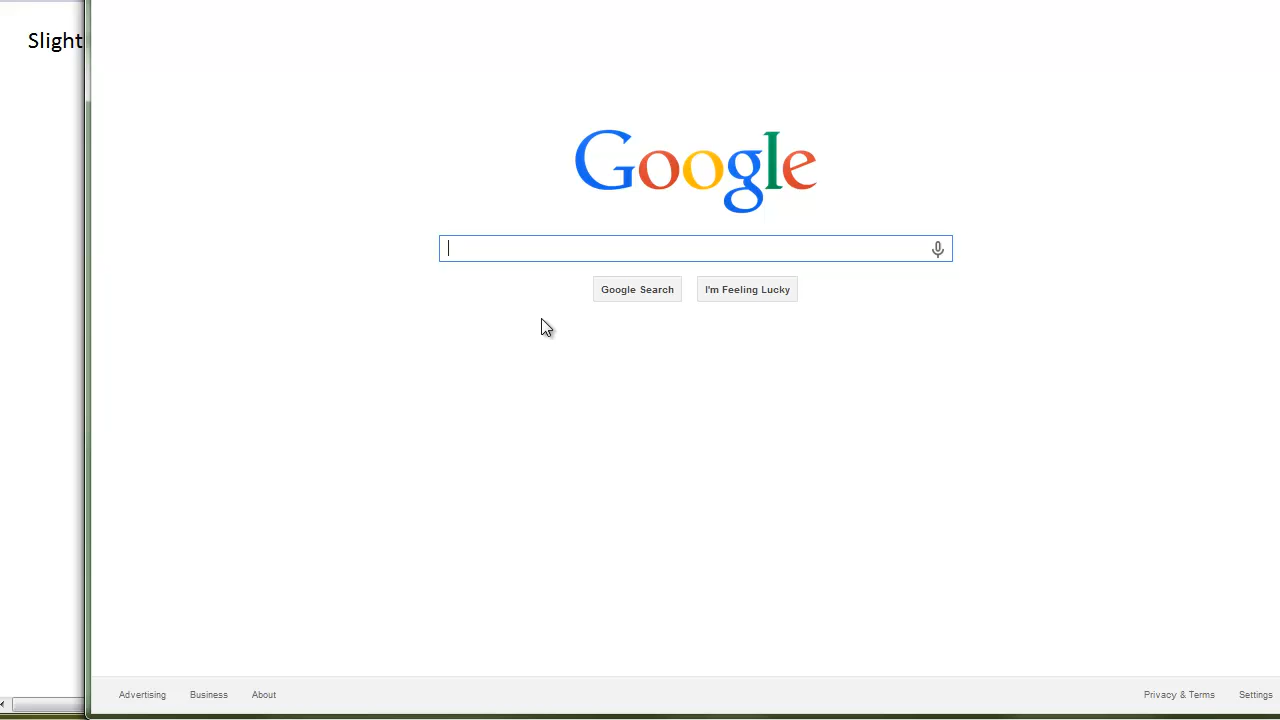 Slight
Google
Google Search
I'm Feeling Lucky
Advertising Business About Privacy & Terms Settings